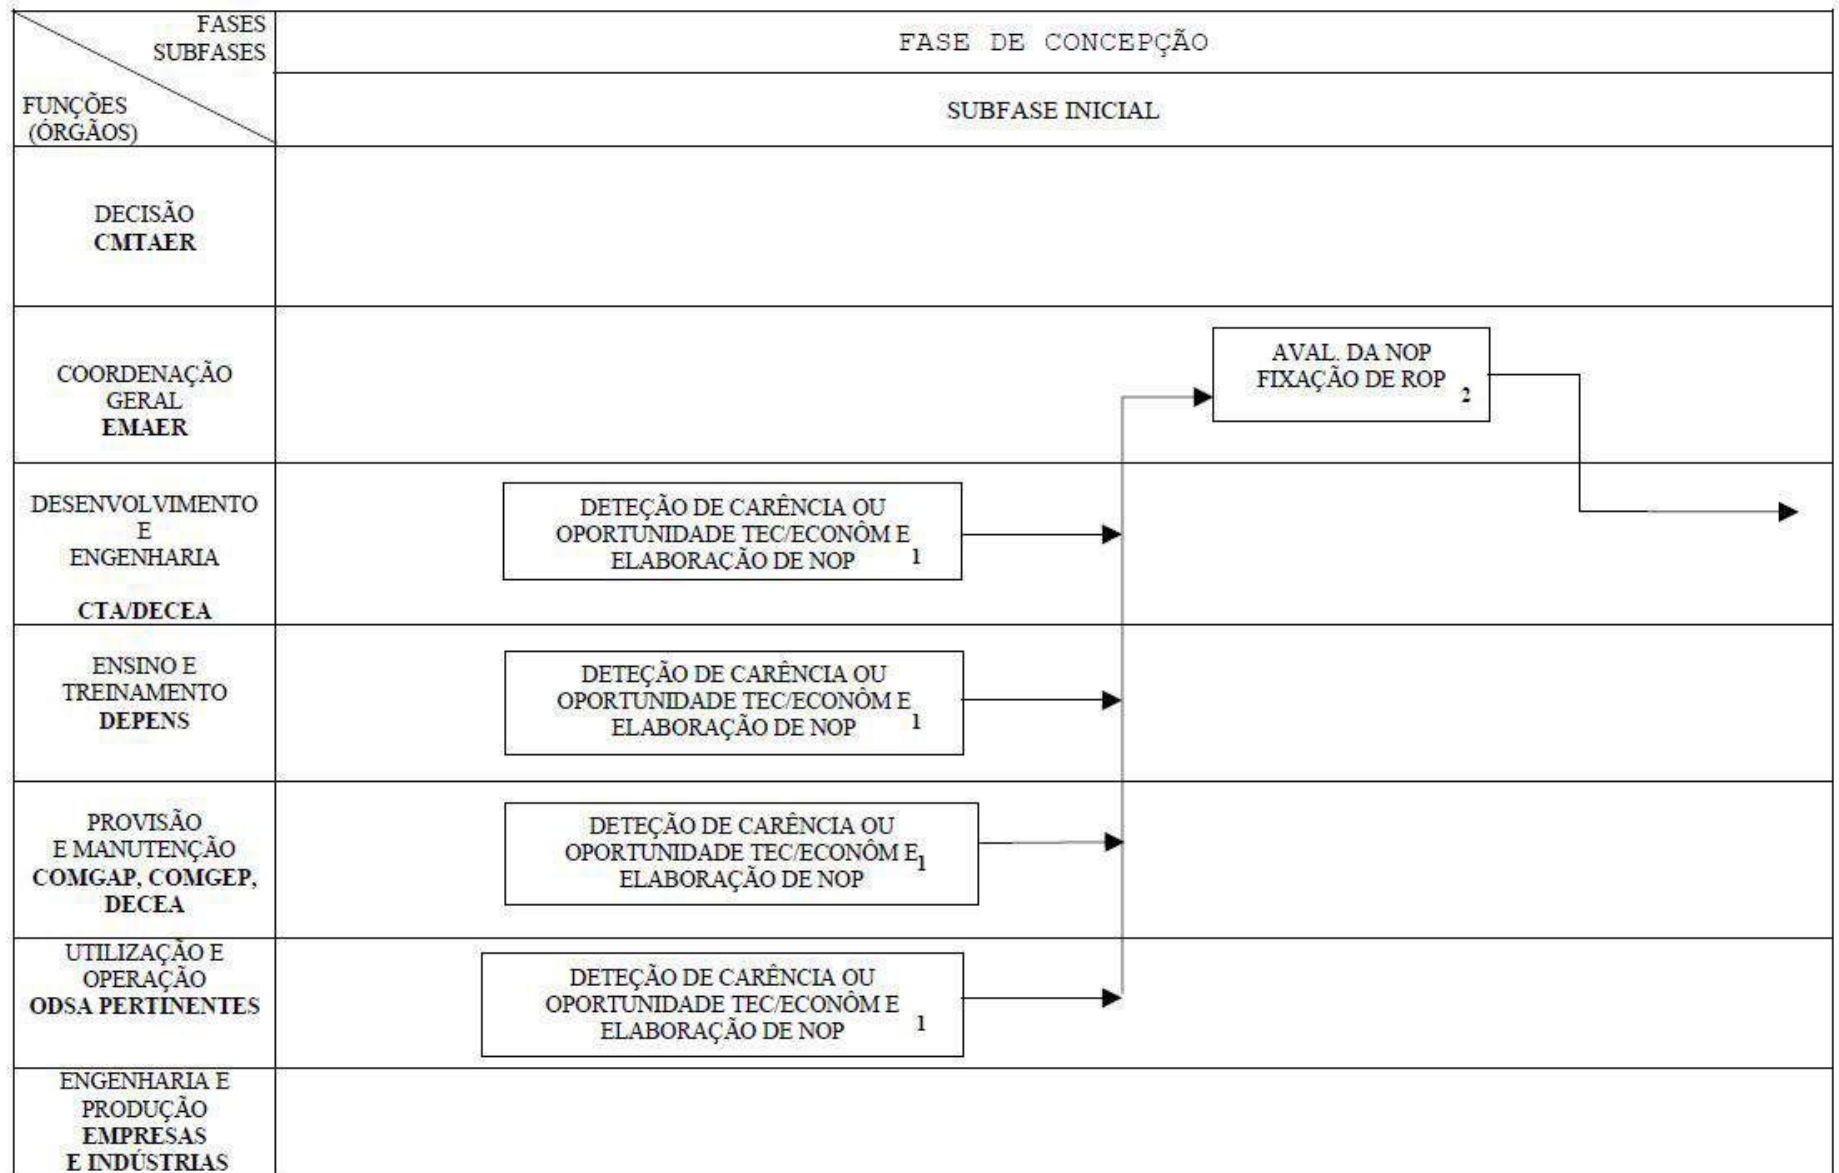 FASES
SUBFASES
FASE DE CONCEPÇÃO
FUNÇÕES
(ÓRGÃOS)
SUBFASE INICIAL
DECISÃO
CMTAER
COORDENAÇÃO
GERAL
EMAER
AVAL. DA NOP
FIXAÇÃO DE ROP
2
DESENVOLVIMENTO
E
ENGENHARIA
CTA/DECEA
DETEÇÃO DE CARÊNCIA OU
OPORTUNIDADE TEC/ECONÔM E
ELABORAÇÃO DE NOP 1
ENSINO E
TREINAMENTO
DEPENS
DETEÇÃO DE CARÊNCIA OU
OPORTUNIDADE TEC/ECONÔM E
ELABORAÇÃO DE NOP 1
PROVISÃO
E MANUTENÇÃO
COMGAP, COMGEP,
DECEA
DETEÇÃO DE CARÊNCIA OU
OPORTUNIDADE TEC/ECONÔM E
1
ELABORAÇÃO DE NOP
UTILIZAÇÃO E
OPERAÇÃO
ODSA PERTINENTES
DETEÇÃO DE CARÊNCIA OU
OPORTUNIDADE TEC/ECONÔM E
ELABORAÇÃO DE NOP 1
ENGENHARIA E
PRODUÇÃO
EMPRESAS
E INDÚSTRIAS